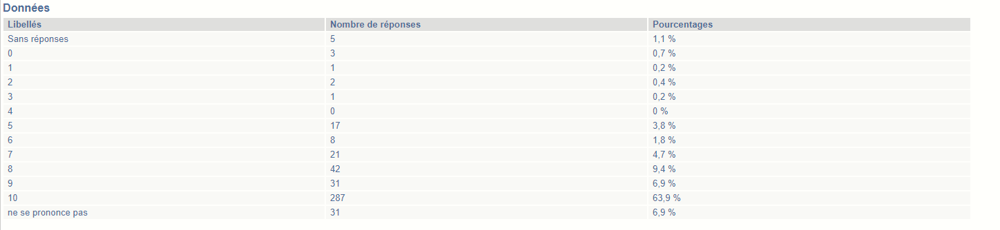 Données
Libellés Nombre de réponses Pourcentages
Sans réponses 5 1,1 %
0 3 0,7 %
1 1 0,2 %
2 2 0,4 %
3 1 0,2 %
4 0 0 %
5 17 3,8 %
6 8 1,8 %
7 21 4,7 %
8 42 9,4 %
9 31 6,9 %
10 287 63,9 %
ne se prononce pas 31 6,9 %